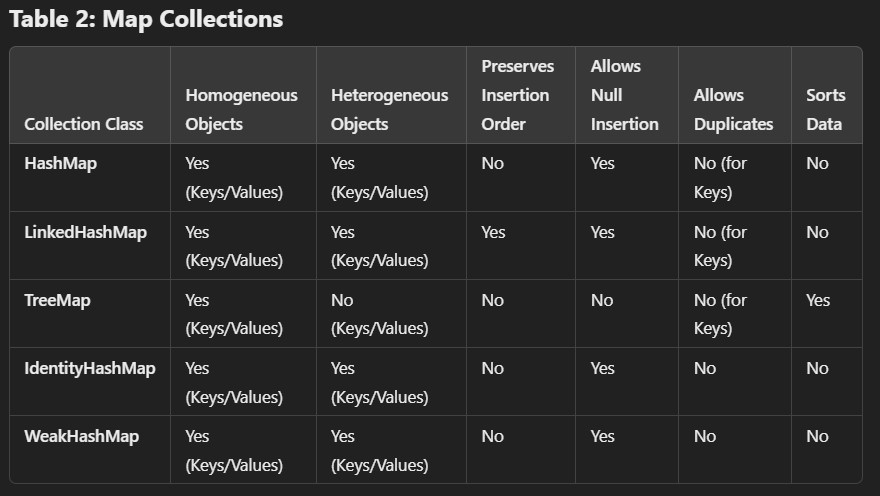 Table 2: Map Collections
Collection Class
Homogeneous
Objects
Heterogeneous
Objects
Preserves
Insertion
Order
Allows
Null
Insertion
Allows
Duplicates
Sorts
Data
HashMap
Yes
(Keys/Values)
Yes
(Keys/Values)
No
Yes
No (for
Keys)
No
LinkedHashMap
Yes
(Keys/Values)
Yes
(Keys/Values)
Yes
Yes
No (for
Keys)
No
TreeMap
Yes
(Keys/Values)
No
(Keys/Values)
No
No
No (for
Keys)
Yes
IdentityHashMap
Yes
(Keys/Values)
Yes
(Keys/Values)
No
Yes
No
No
WeakHashMap
Yes
(Keys/Values)
Yes
(Keys/Values)
No
Yes
No
No